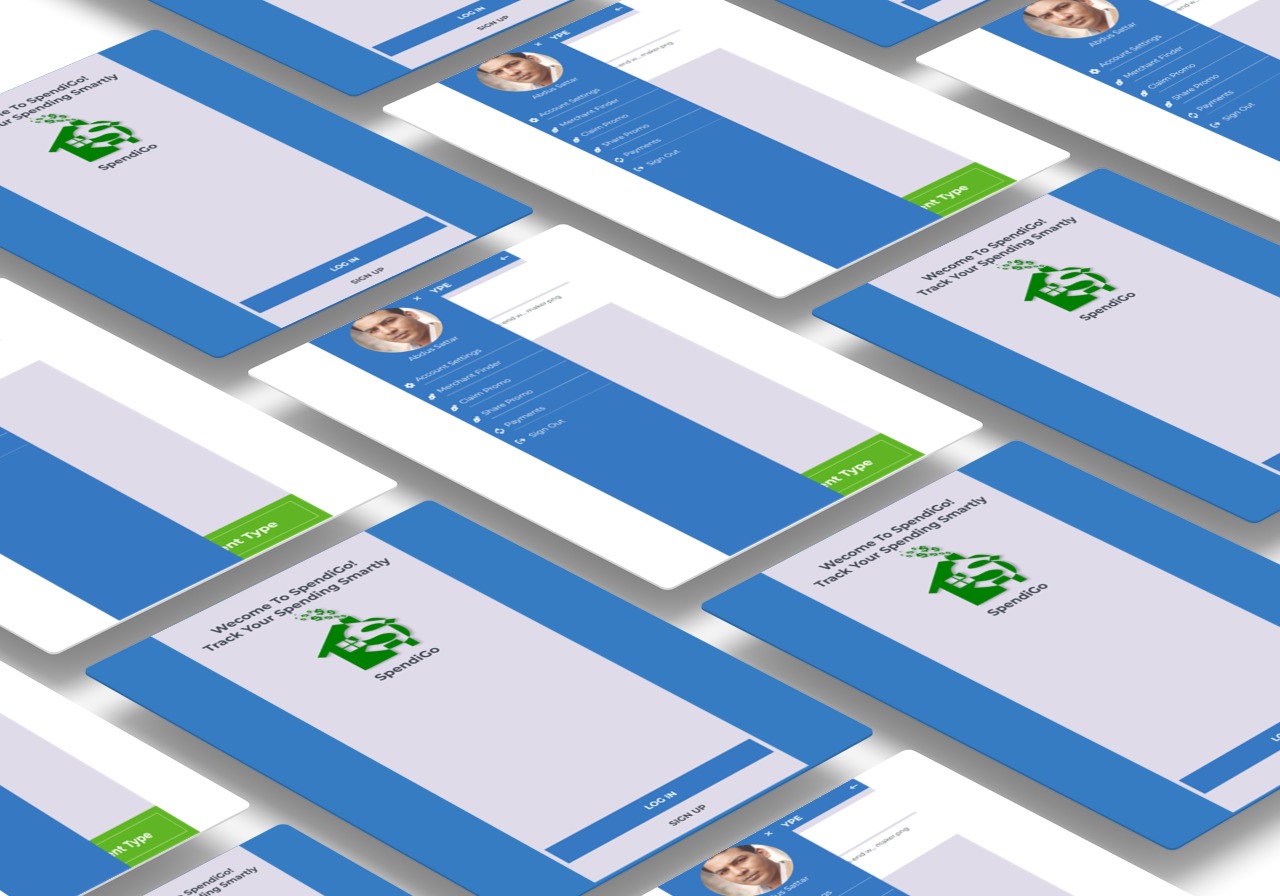 LOG IN
SIGN UP
YPE
end w...maker.png
Abdus Sattar
Account Settings
Merchant Finder
Claim Promo
Share Promo
Payments
Sign Out
nt Type
Abdus Sattar
Account Settings
Merchant Finder
Claim Promo
Share Promo
Payments
Sign Out
me To SpendiGo!
ur Spending Smartly
SpendiGo
LOG IN
SIGN UP
YPE
end w...maker.png
Abdus Sattar
Account Settings
Merchant Finder
Claim Promo
Share Promo
Payments
Sign Out
nt Type
Wecome To SpendiGo!
Track Your Spending Smartly
SpendiGo
nt Type
Wecome To SpendiGo!
Track Your Spending Smartly
SpendiGo
LOG IN
SIGN UP
Wecome To SpendiGo!
Track Your Spending Smartly
SpendiGo
LO
nt Type
To SpendiGo!
Spending Smartly
YPE
end w...maker.png
Abdus Sattar